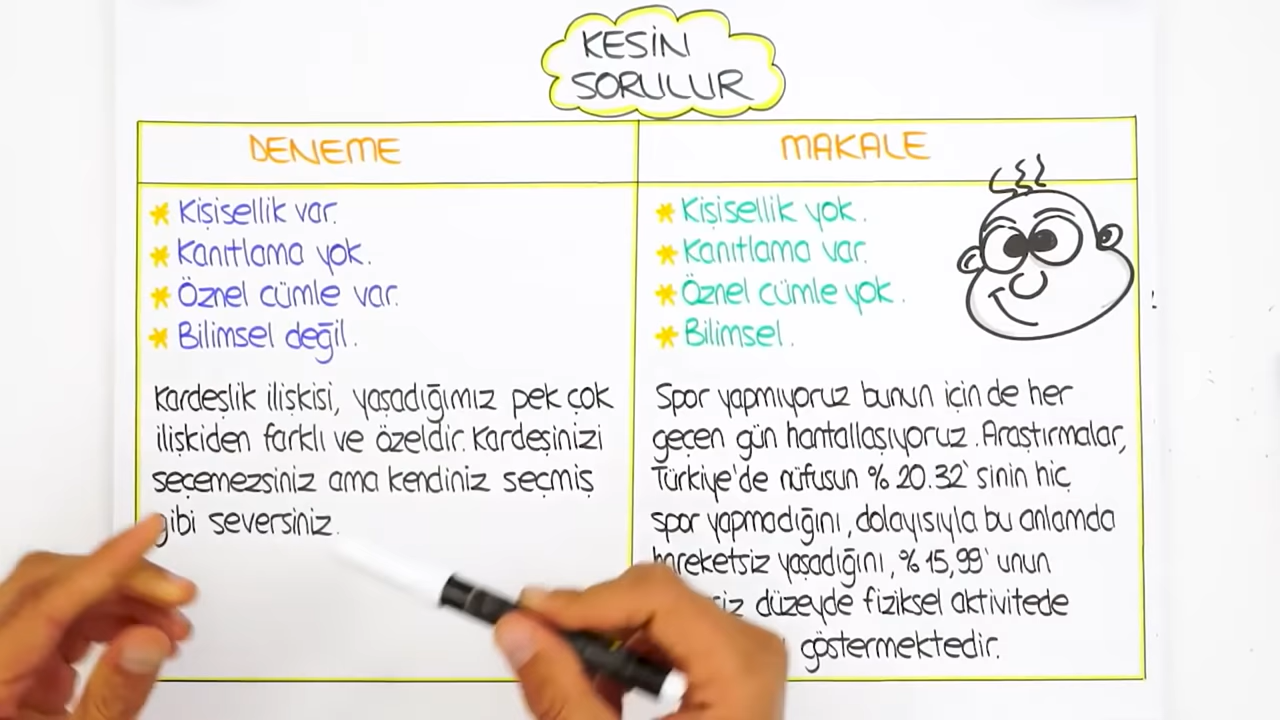 KESİN
SORULUR
DENEME
* Kişisellik var.
* Kanıtlama yok.
* Öznel cümle var.
* Bilimsel değil.
Kardeşlik ilişkisi, yaşadığımız pek çok
ilişkiden farklı ve özeldir. Kardeşinizi
seçemezsiniz ama kendiniz seçmiş
gibi seversiniz.
MAKALE
* Kişisellik yok.
* Kanıtlama var.
* Öznel cümle yok.
* Bilimsel.
Spor yapmıyoruz bunun için de her
geçen gün hantallaşıyoruz. Araştırmalar,
Türkiye'de nüfusun % 20.32' sinin hiç
spor yapmadığını, dolayısıyla bu anlamda
hareketsiz yaşadığını, % 15,99' unun
düzeyde fiziksel aktivitede
göstermektedir.